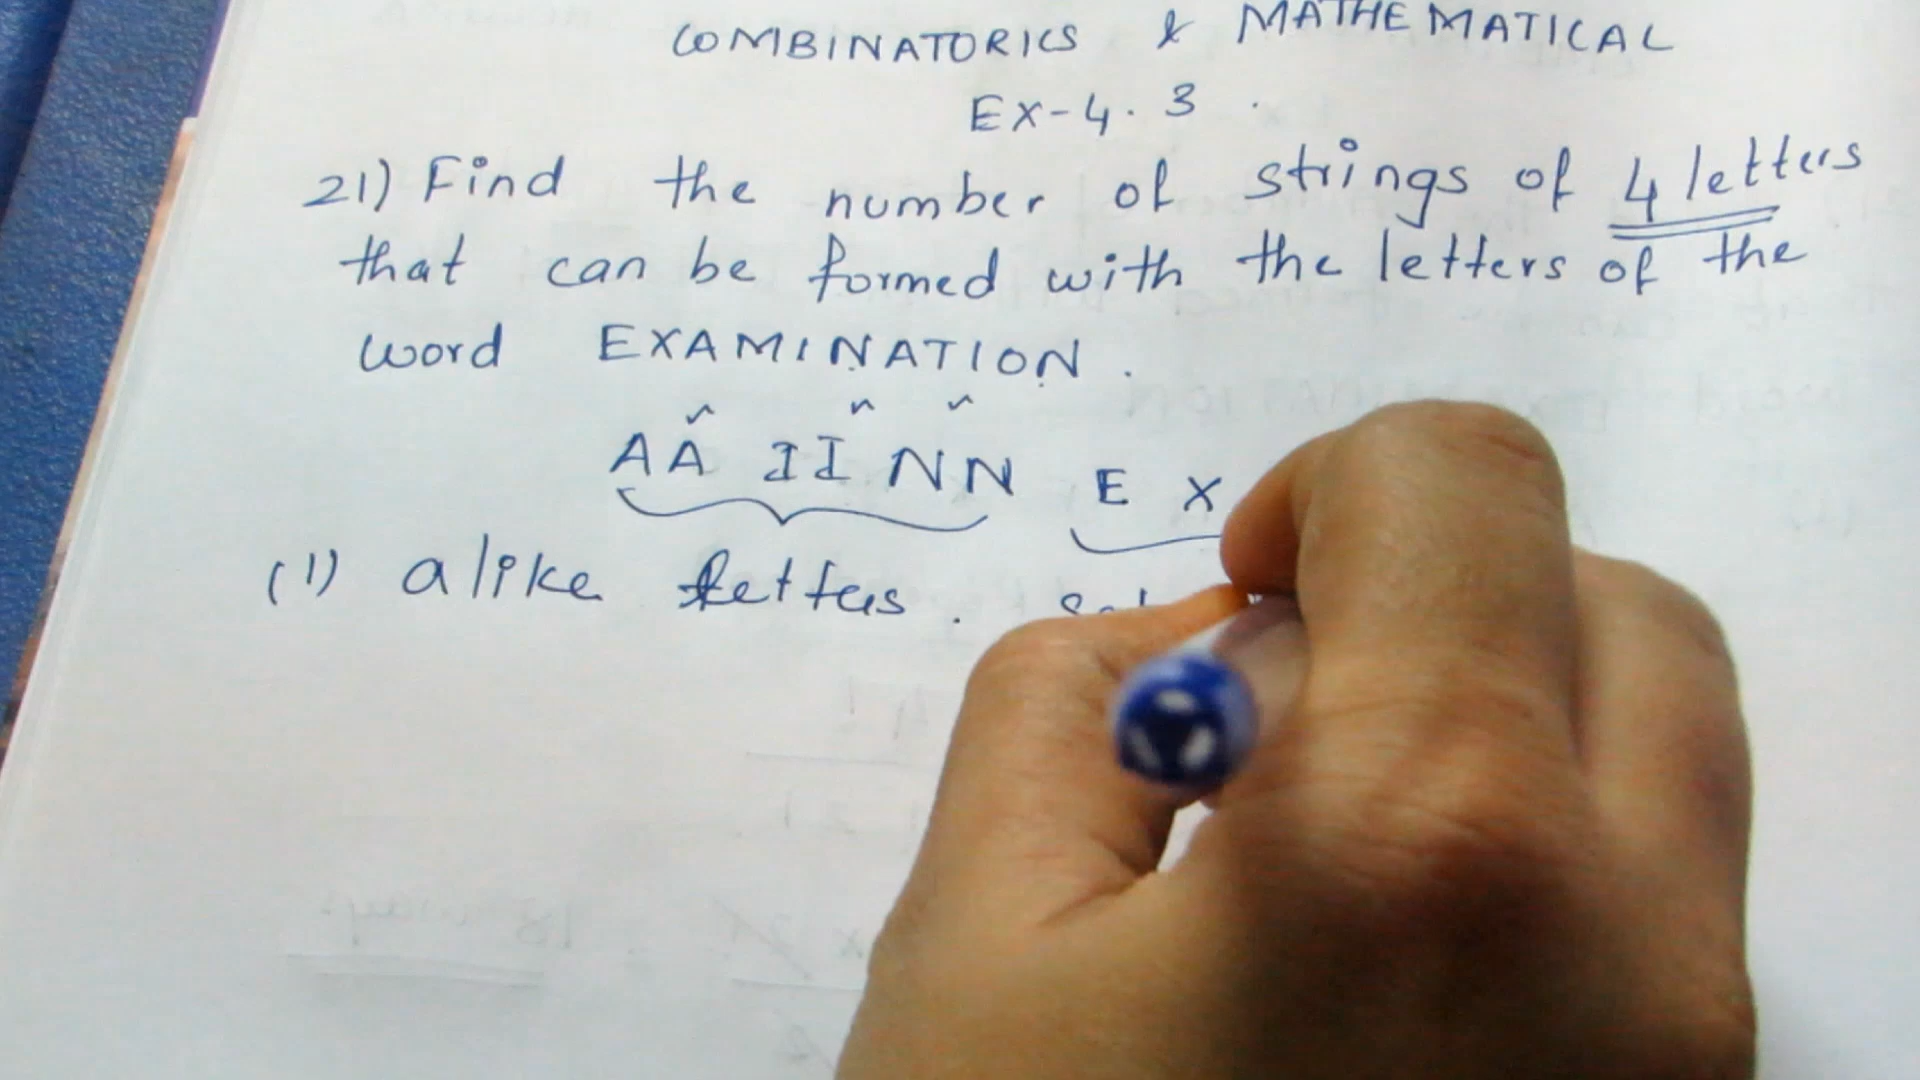 COMBINATORICS & MATHEMATICAL
EX-4.3.
21) Find the number of strings of 4 letters
that can be formed with the letters of the
word EXAMINATION.
AA II NN E X
(1) alike letters.